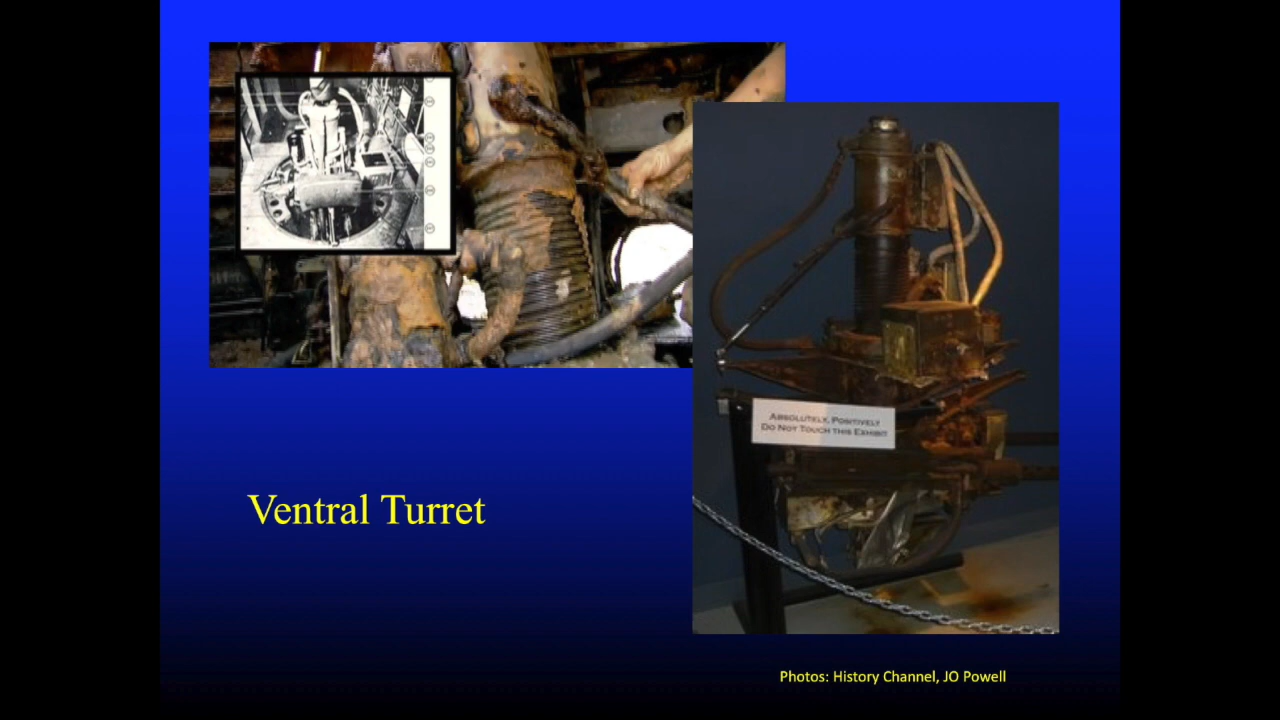 ABSOLUTELY, POSITIVELY
DO NOT TOUCH THIS EXHIBIT
Ventral Turret
Photos: History Channel, JO Powell